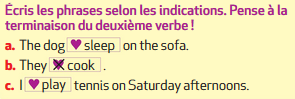 Écris les phrases selon les indications. Pense à la
terminaison du deuxième verbe !
a. The dog ♥ sleep on the sofa.
b. They cook .
c. I ♥ play tennis on Saturday afternoons.